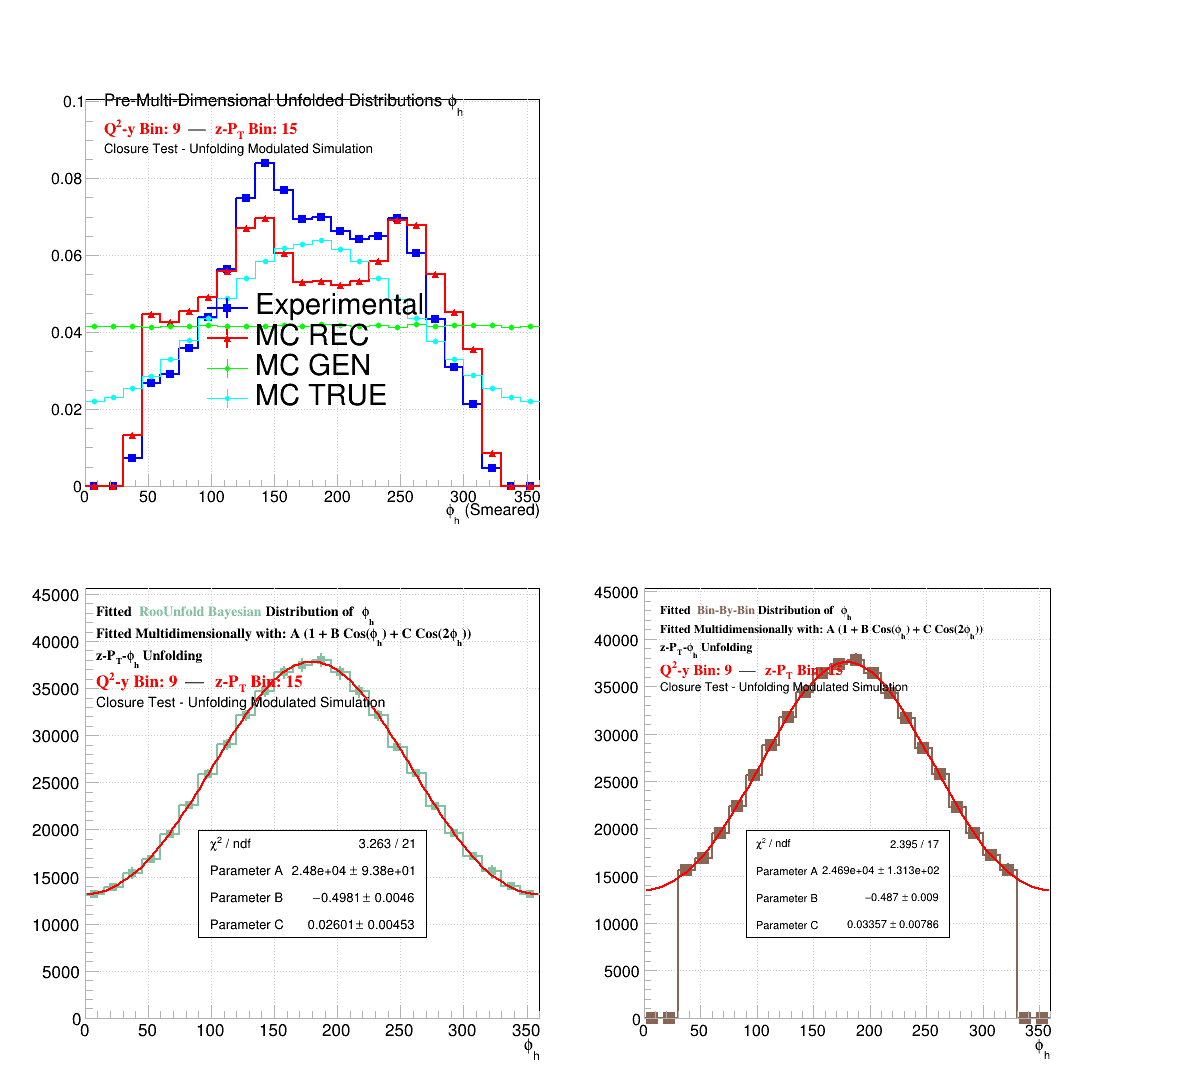 Pre-Multi-Dimensional Unfolded Distributions ϕh
Q2-y Bin: 9 — z-PT Bin: 15
Closure Test - Unfolding Modulated Simulation
0.1
0.08
0.06
0.04
0.02
0
Experimental
MC REC
MC GEN
MC TRUE
0 50 100 150 200 250 300 350
ϕh (Smeared)
45000
40000
35000
30000
25000
20000
15000
10000
5000
0
Fitted RooUnfold Bayesian Distribution of ϕh
Fitted Multidimensionally with: A (1 + B Cos(ϕh) + C Cos(2ϕh))
z-PT-ϕh Unfolding
Q2-y Bin: 9 — z-PT Bin: 15
Closure Test - Unfolding Modulated Simulation
χ2 / ndf 3.263 / 21
Parameter A 2.48e+04 ± 9.38e+01
Parameter B −0.4981 ± 0.0046
Parameter C 0.02601 ± 0.00453
0 50 100 150 200 250 300 350
ϕh
45000
40000
35000
30000
25000
20000
15000
10000
5000
0
Fitted Bin-By-Bin Distribution of ϕh
Fitted Multidimensionally with: A (1 + B Cos(ϕh) + C Cos(2ϕh))
z-PT-ϕh Unfolding
Q2-y Bin: 9 — z-PT Bin: 15
Closure Test - Unfolding Modulated Simulation
χ2 / ndf 2.395 / 17
Parameter A 2.469e+04 ± 1.313e+02
Parameter B −0.487 ± 0.009
Parameter C 0.03357 ± 0.00786
0 50 100 150 200 250 300 350
ϕh